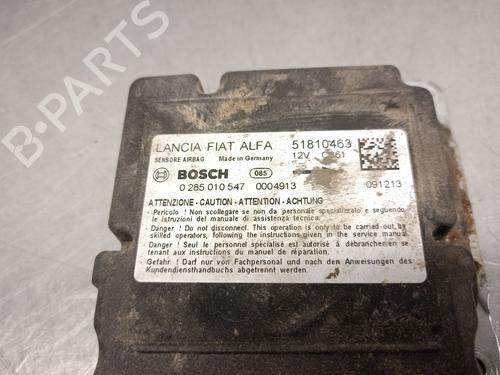 B-PARTS
LANCIA FIAT ALFA 51810463
SENSORE AIRBAG Made in Germany 12V
BOSCH 085
0 285 010 547 0004913 091213
ATTENZIONE - CAUTION - ATTENTION - ACHTUNG
Pericolo ! Non scollegare se non da personale specializzato e seguendo
le istruzioni del manuale di assistenza tecnica.
Danger ! Do not disconnect. This operation is only to be carried-out by
skilled operators, following the instructions given in the service manual.
Danger ! Seul le personnel spécialisé est autorisé à débrancher en se
tenant aux instructions du manuel de réparation.
Gefahr ! Darf nur von Fachpersonal und nach den Anweisungen des
Kundendiensthandbuchs abgetrennt werden.